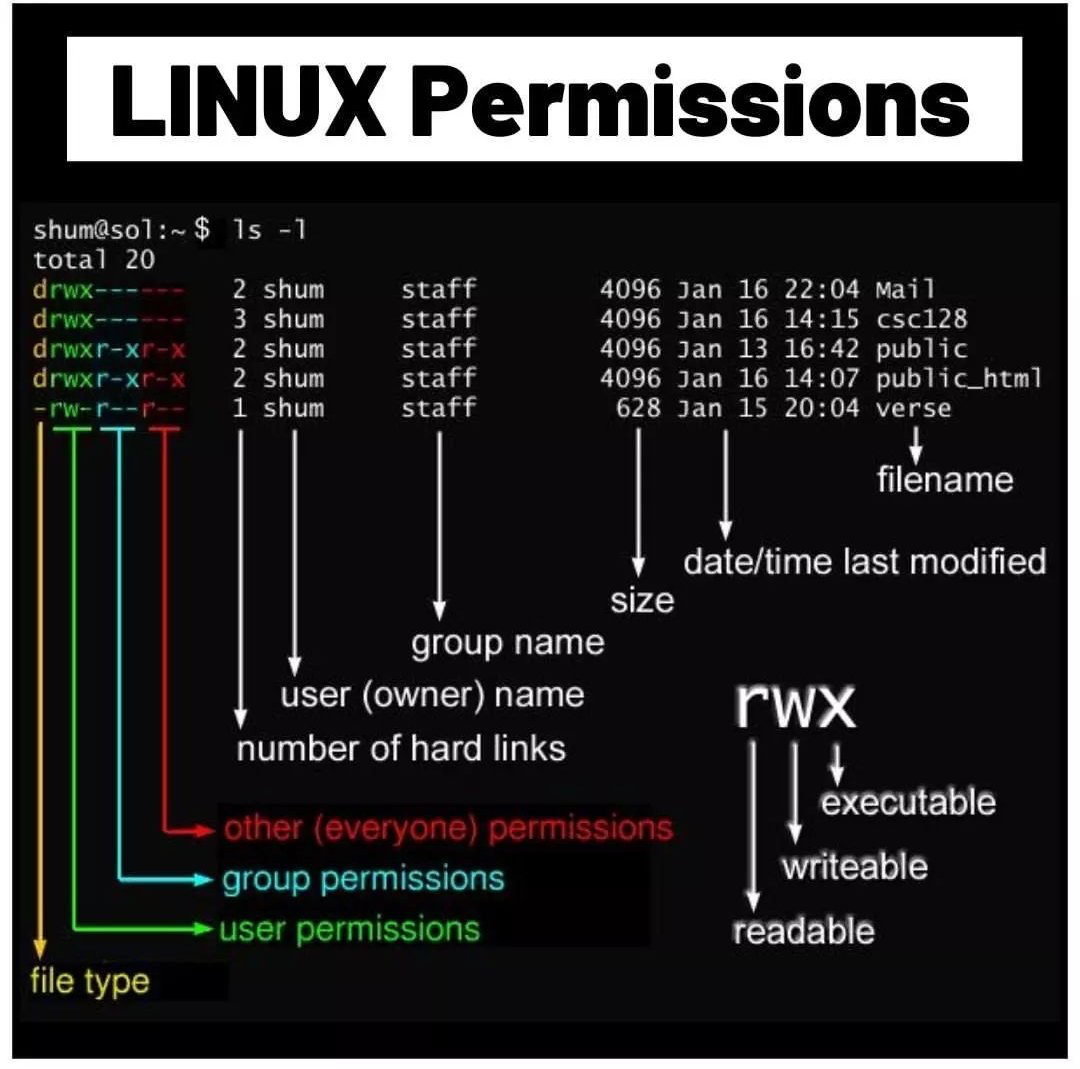 LINUX Permissions
shum@sol:~$ ls -l
total 20
drwx------ 2 shum staff 4096 Jan 16 22:04 Mail
drwx------ 3 shum staff 4096 Jan 16 14:15 csc128
drwxr-xr-x 2 shum staff 4096 Jan 13 16:42 public
drwxr-xr-x 2 shum staff 4096 Jan 16 14:07 public_html
-rw-r--r-- 1 shum staff 628 Jan 15 20:04 verse
filename
date/time last modified
size
group name
user (owner) name
number of hard links
rwx
executable
writeable
readable
other (everyone) permissions
group permissions
user permissions
file type